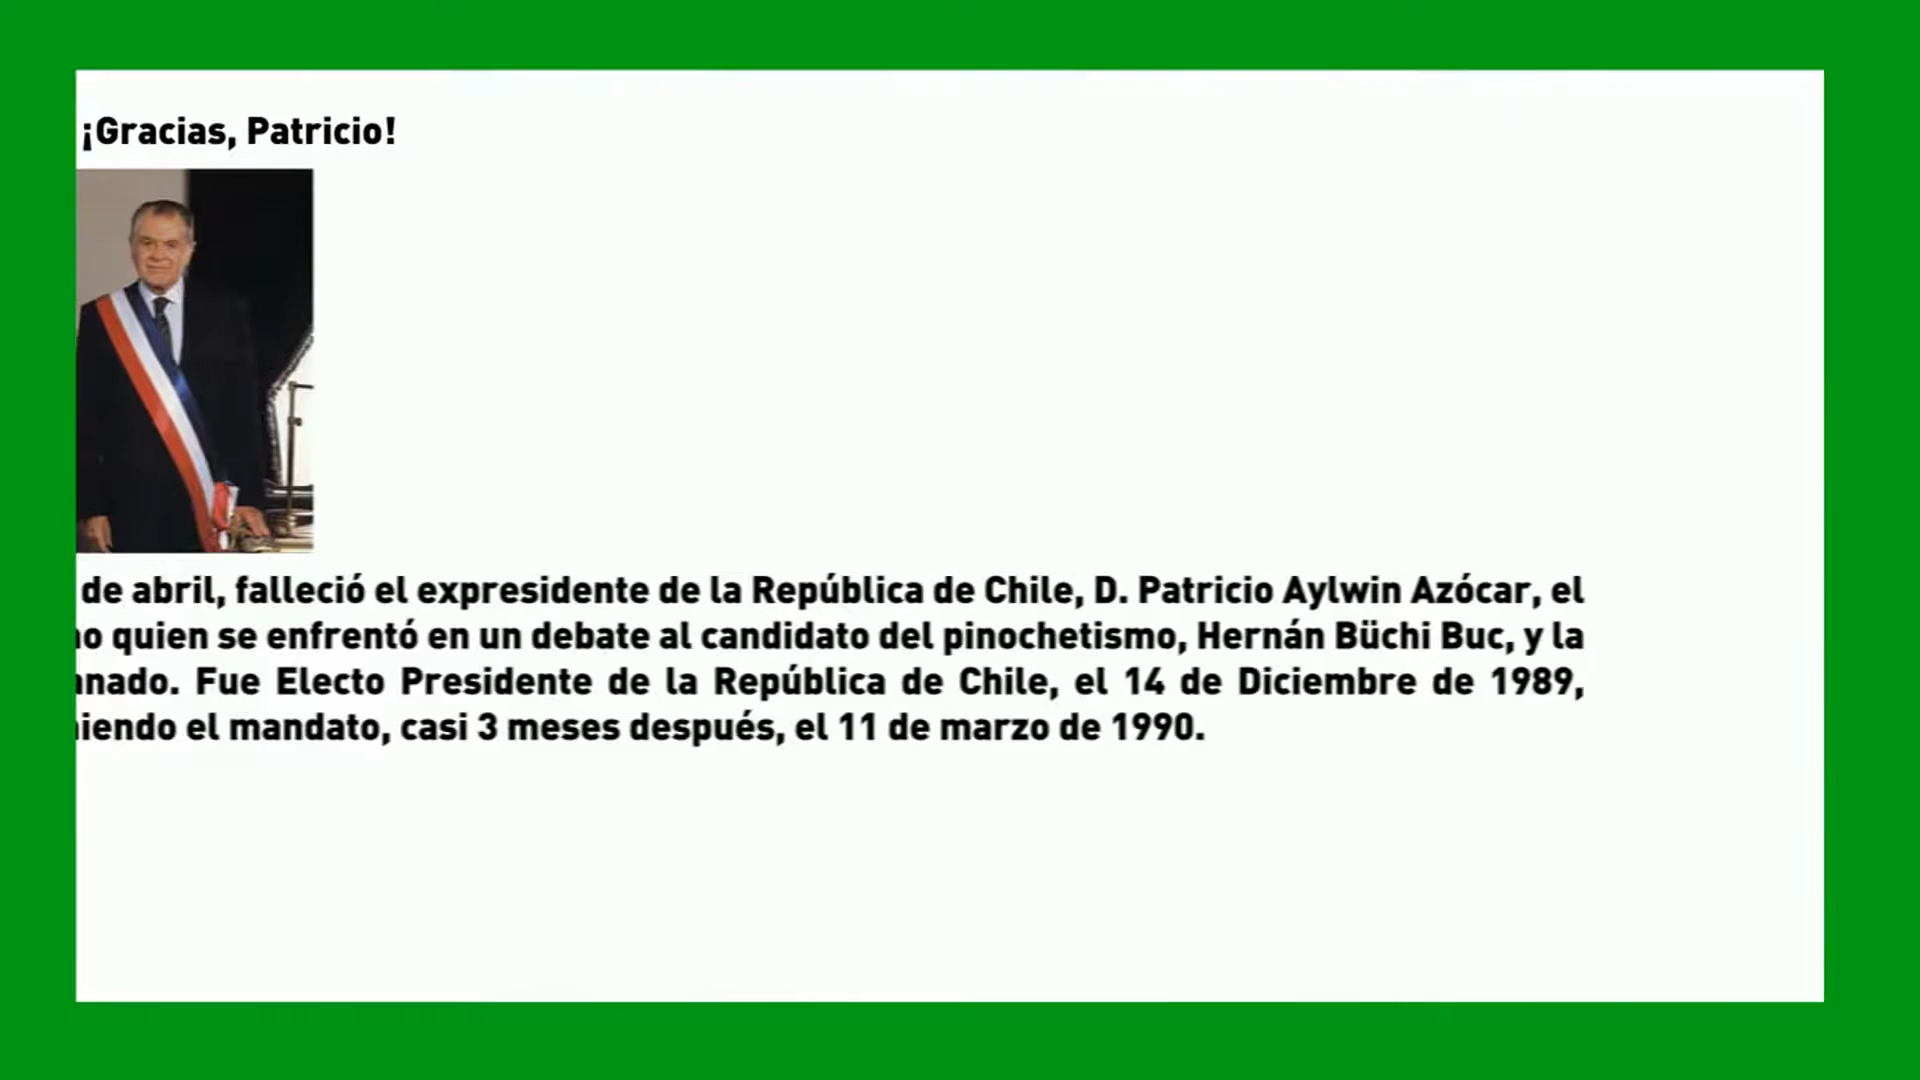 ¡Gracias, Patricio!
de abril, falleció el expresidente de la República de Chile, D. Patricio Aylwin Azócar, el
quien se enfrentó en un debate al candidato del pinochetismo, Hernán Büchi Buc, y la
Fue Electo Presidente de la República de Chile, el 14 de Diciembre de 1989,
el mandato, casi 3 meses después, el 11 de marzo de 1990.